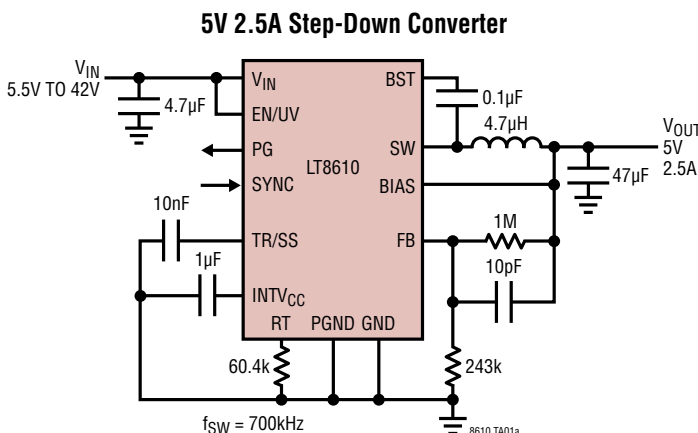 5V 2.5A Step-Down Converter
VIN
5.5V TO 42V
4.7µF
VIN
EN/UV
PG
SYNC
TR/SS
INTVCC
RT
PGND
GND
LT8610
BST
SW
BIAS
FB
0.1µF
4.7µH
VOUT
5V
2.5A
47µF
10nF
1µF
1M
10pF
60.4k
243k
fSW = 700kHz
8610 TA01a